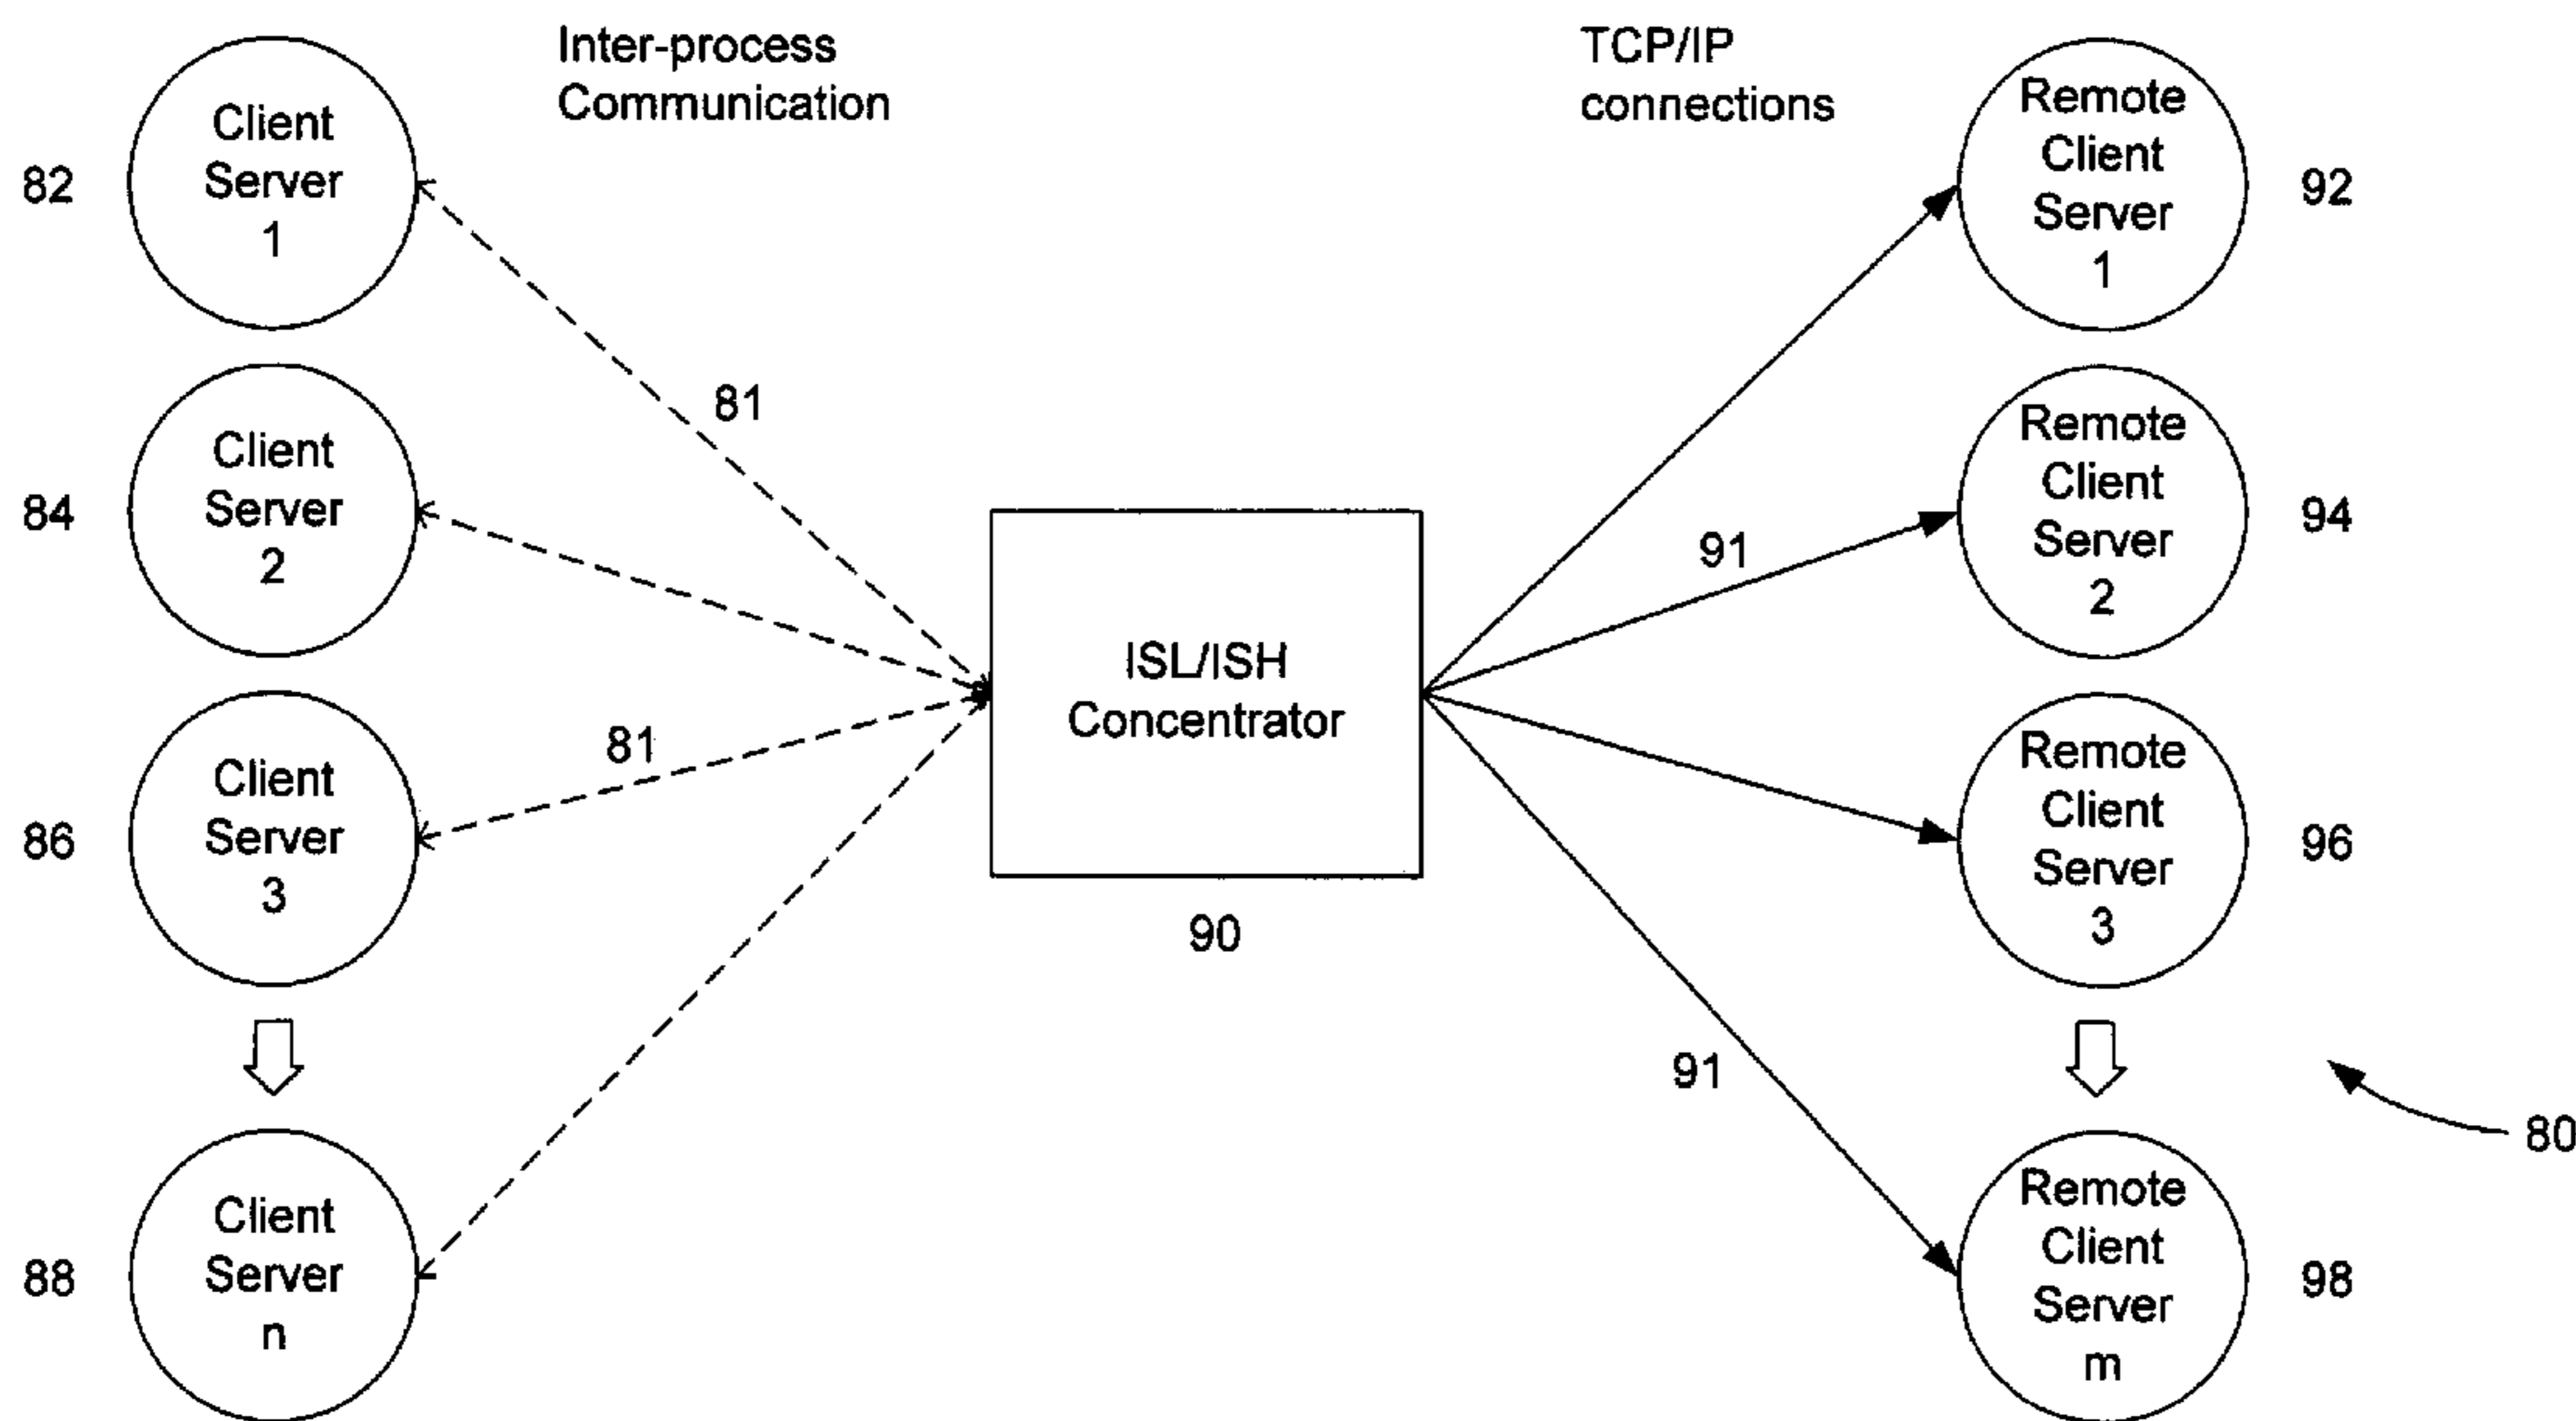 Inter-process
Communication
TCP/IP
connections
82
Client
Server
1
Remote
Client
Server
1
92
81
84
Client
Server
2
Remote
Client
Server
2
94
91
86
Client
Server
3
81
ISL/ISH
Concentrator
90
Remote
Client
Server
3
96
91
80
88
Client
Server
n
Remote
Client
Server
m
98